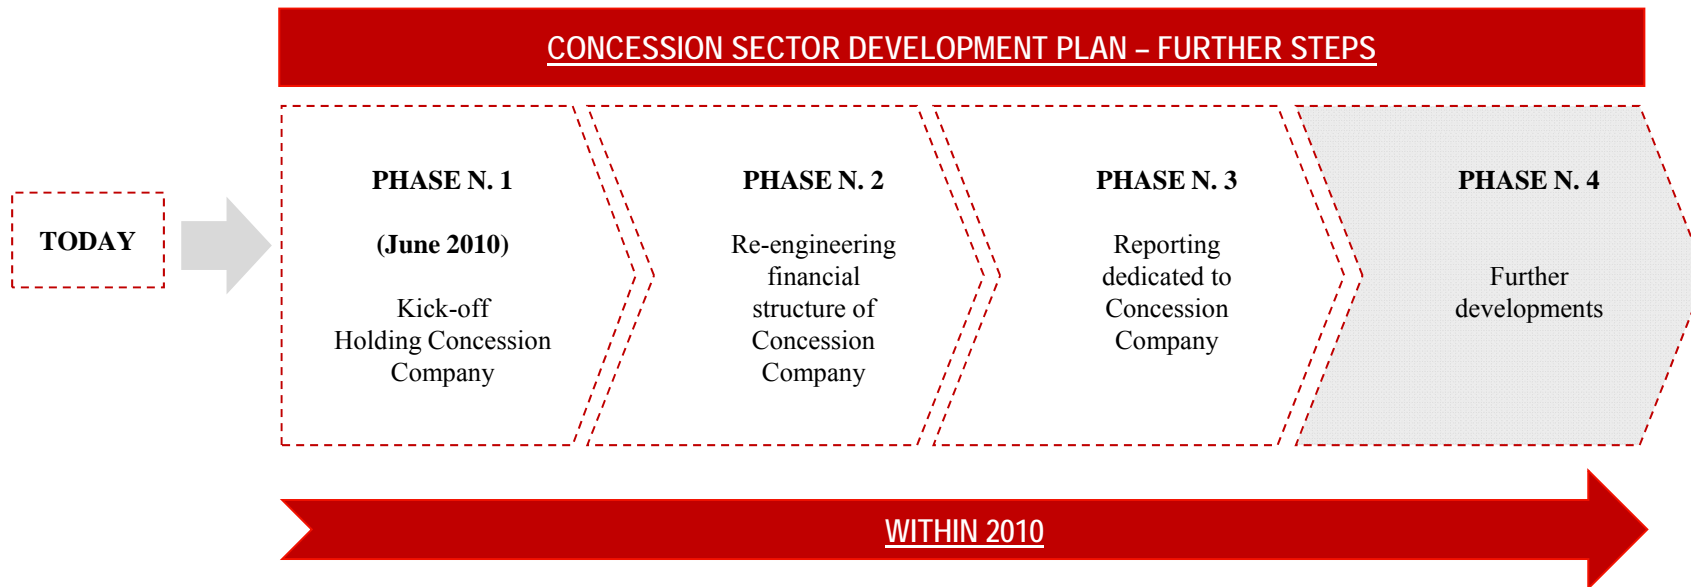 CONCESSION SECTOR DEVELOPMENT PLAN – FURTHER STEPS
TODAY
PHASE N. 1
(June 2010)
Kick-off
Holding Concession
Company
PHASE N. 2
Re-engineering
financial
structure of
Concession
Company
PHASE N. 3
Reporting
dedicated to
Concession
Company
PHASE N. 4
Further
developments
WITHIN 2010